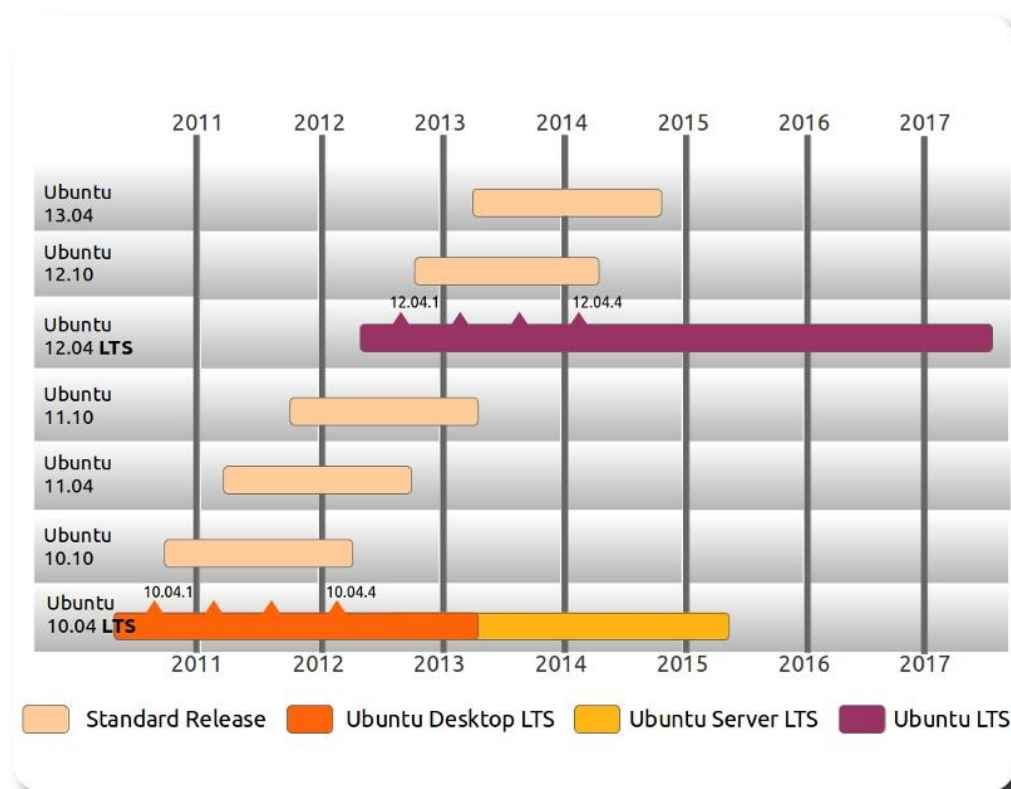 2011 2012 2013 2014 2015 2016 2017
Ubuntu
13.04
Ubuntu
12.10
12.04.1 12.04.4
Ubuntu
12.04 LTS
Ubuntu
11.10
Ubuntu
11.04
Ubuntu
10.10
10.04.1 10.04.4
Ubuntu
10.04 LTS
2011 2012 2013 2014 2015 2016 2017
Standard Release Ubuntu Desktop LTS Ubuntu Server LTS Ubuntu LTS